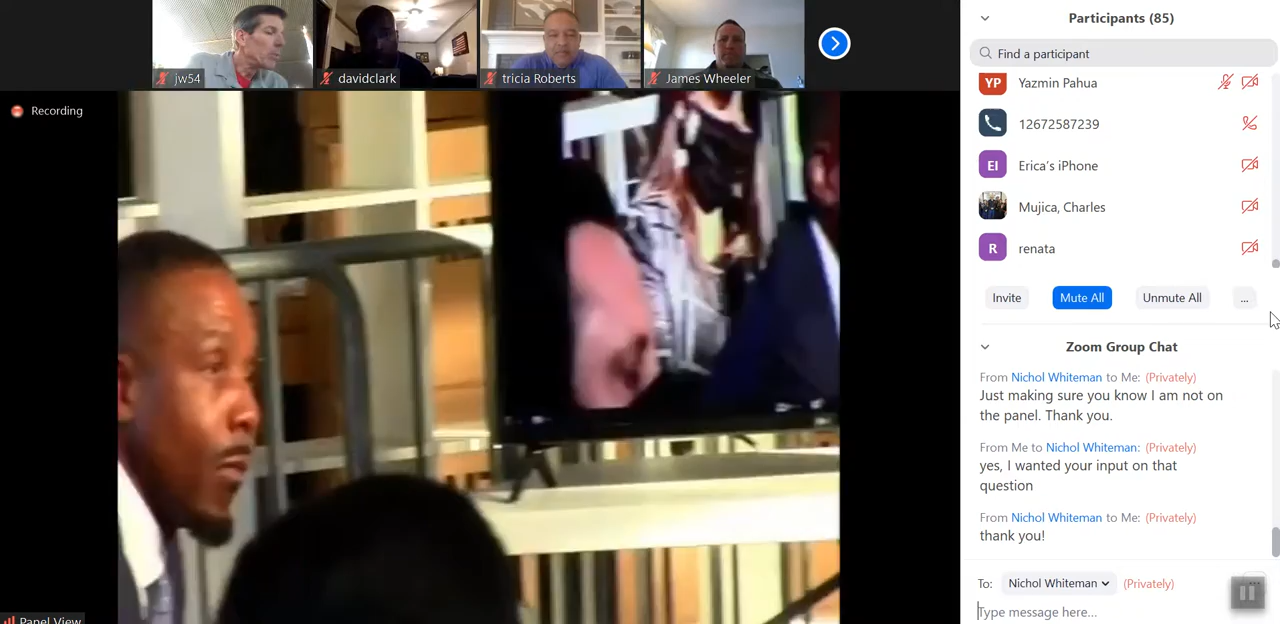 jw54
davidclark
tricia Roberts
James Wheeler
Recording
Panel View
Participants (85)
Find a participant
YP Yazmin Pahua
12672587239
EI Erica's iPhone
Mujica, Charles
R renata
Invite Mute All Unmute All ...
Zoom Group Chat
From Nichol Whiteman to Me: (Privately)
Just making sure you know I am not on
the panel. Thank you.
From Me to Nichol Whiteman: (Privately)
yes, I wanted your input on that
question
From Nichol Whiteman to Me: (Privately)
thank you!
To: Nichol Whiteman (Privately)
Type message here...